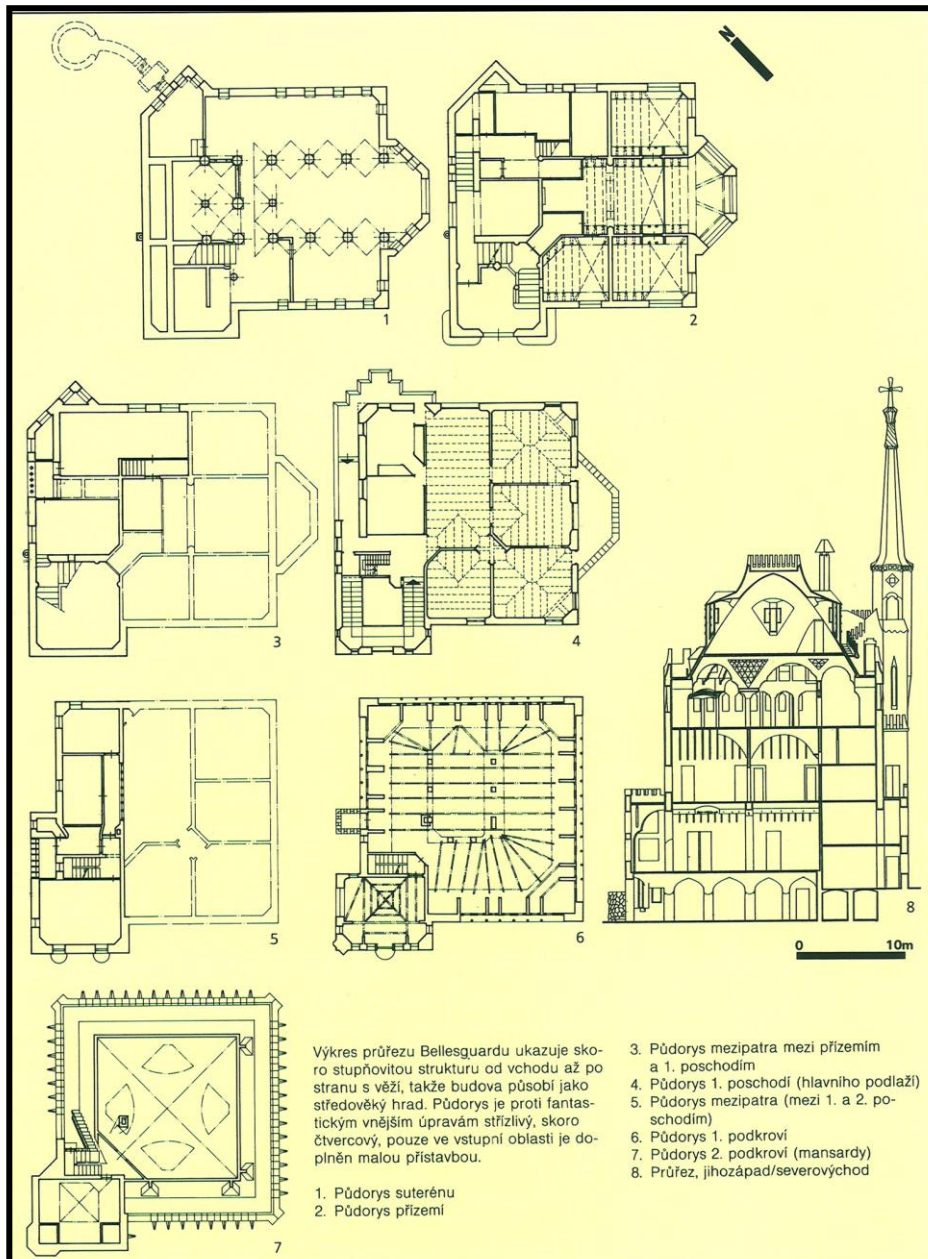 N
1
2
3
4
5
6
8
0 10m
7
Výkres průřezu Bellesguardu ukazuje sko-
ro stupňovitou strukturu od vchodu až po
stranu s věží, takže budova působí jako
středověký hrad. Půdorys je proti fantas-
tickým vnějším úpravám střízlivý, skoro
čtvercový, pouze ve vstupní oblasti je do-
plněn malou přístavbou.
1. Půdorys suterénu
2. Půdorys přízemí
3. Půdorys mezipatra mezi přízemím
a 1. poschodím
4. Půdorys 1. poschodí (hlavního podlaží)
5. Půdorys mezipatra (mezi 1. a 2. po-
schodím)
6. Půdorys 1. podkroví
7. Půdorys 2. podkroví (mansardy)
8. Průřez, jihozápad/severovýchod